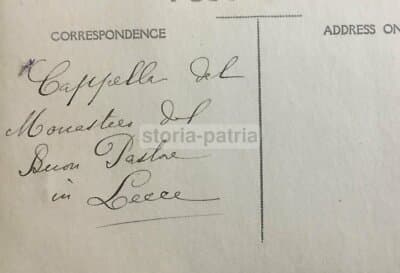 CORRESPONDENCE
ADDRESS ON
Cappella del
Monastero del
storia-patria
Buon Pastore
in Lecce